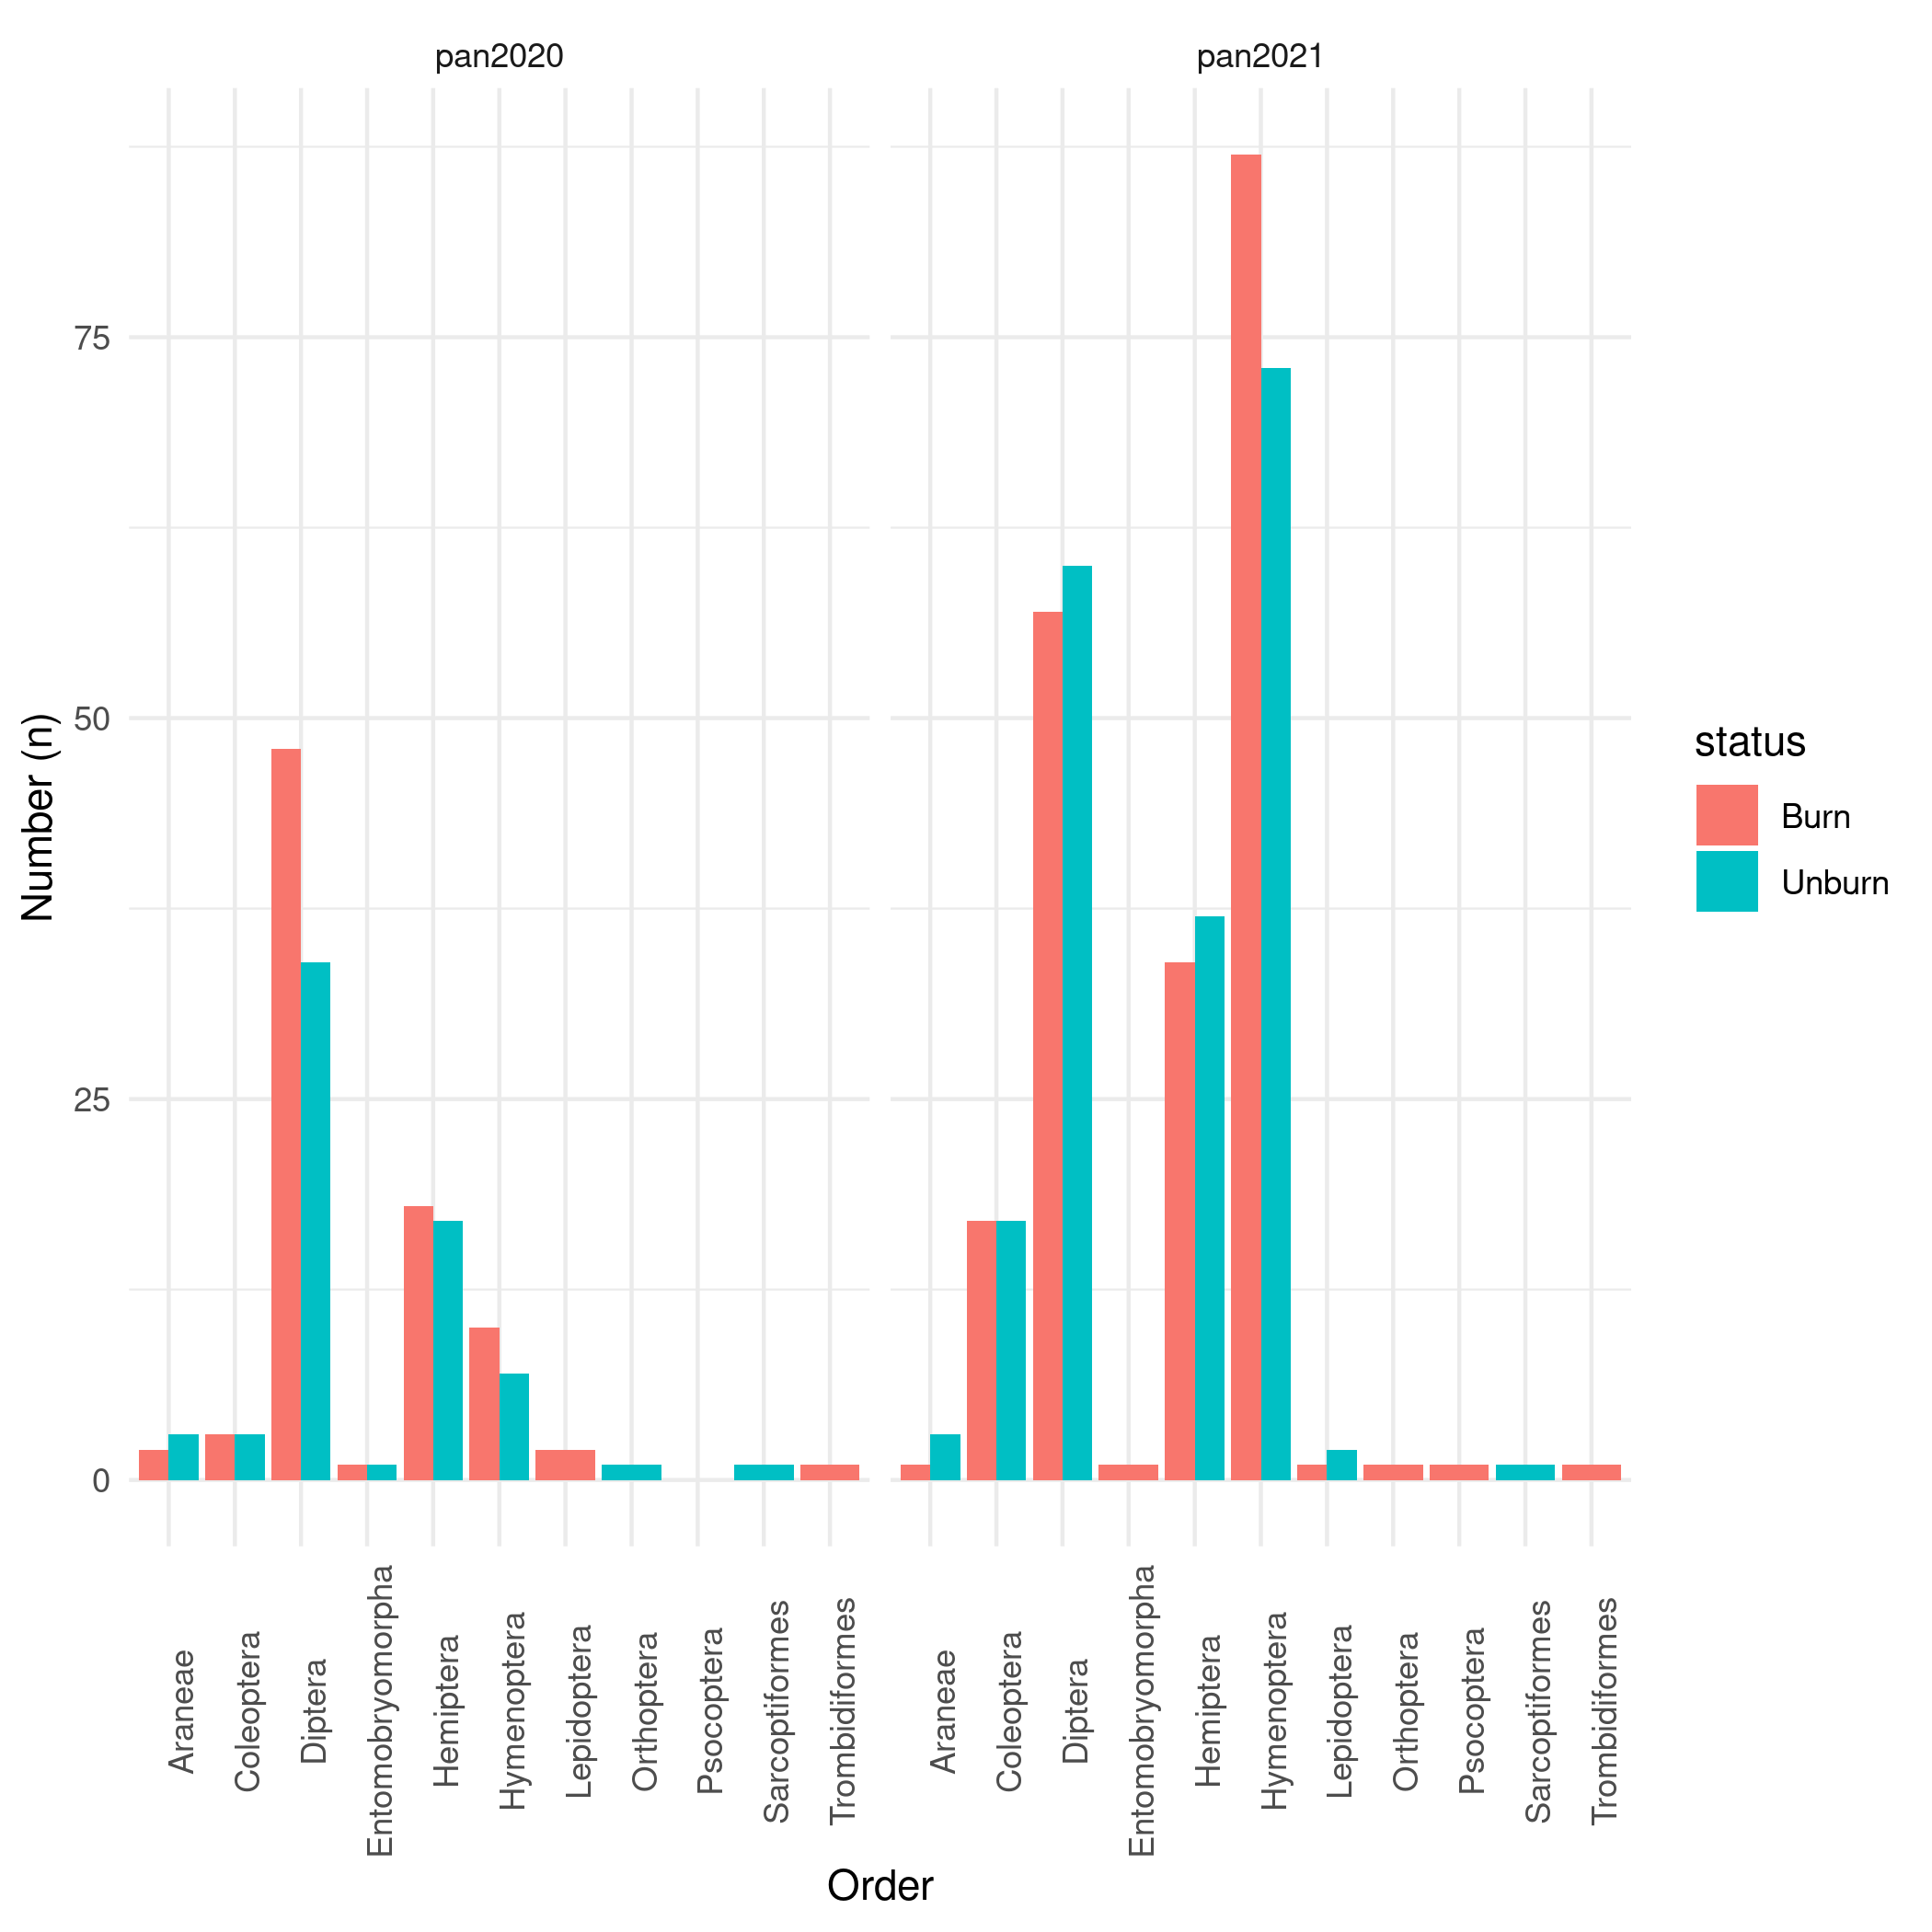 pan2020
pan2021
75
50
25
0
Number (n)
status
Burn
Unburn
Araneae
Coleoptera
Diptera
Entomobryomorpha
Hemiptera
Hymenoptera
Lepidoptera
Orthoptera
Psocoptera
Sarcoptiformes
Trombidiformes
Araneae
Coleoptera
Diptera
Entomobryomorpha
Hemiptera
Hymenoptera
Lepidoptera
Orthoptera
Psocoptera
Sarcoptiformes
Trombidiformes
Order